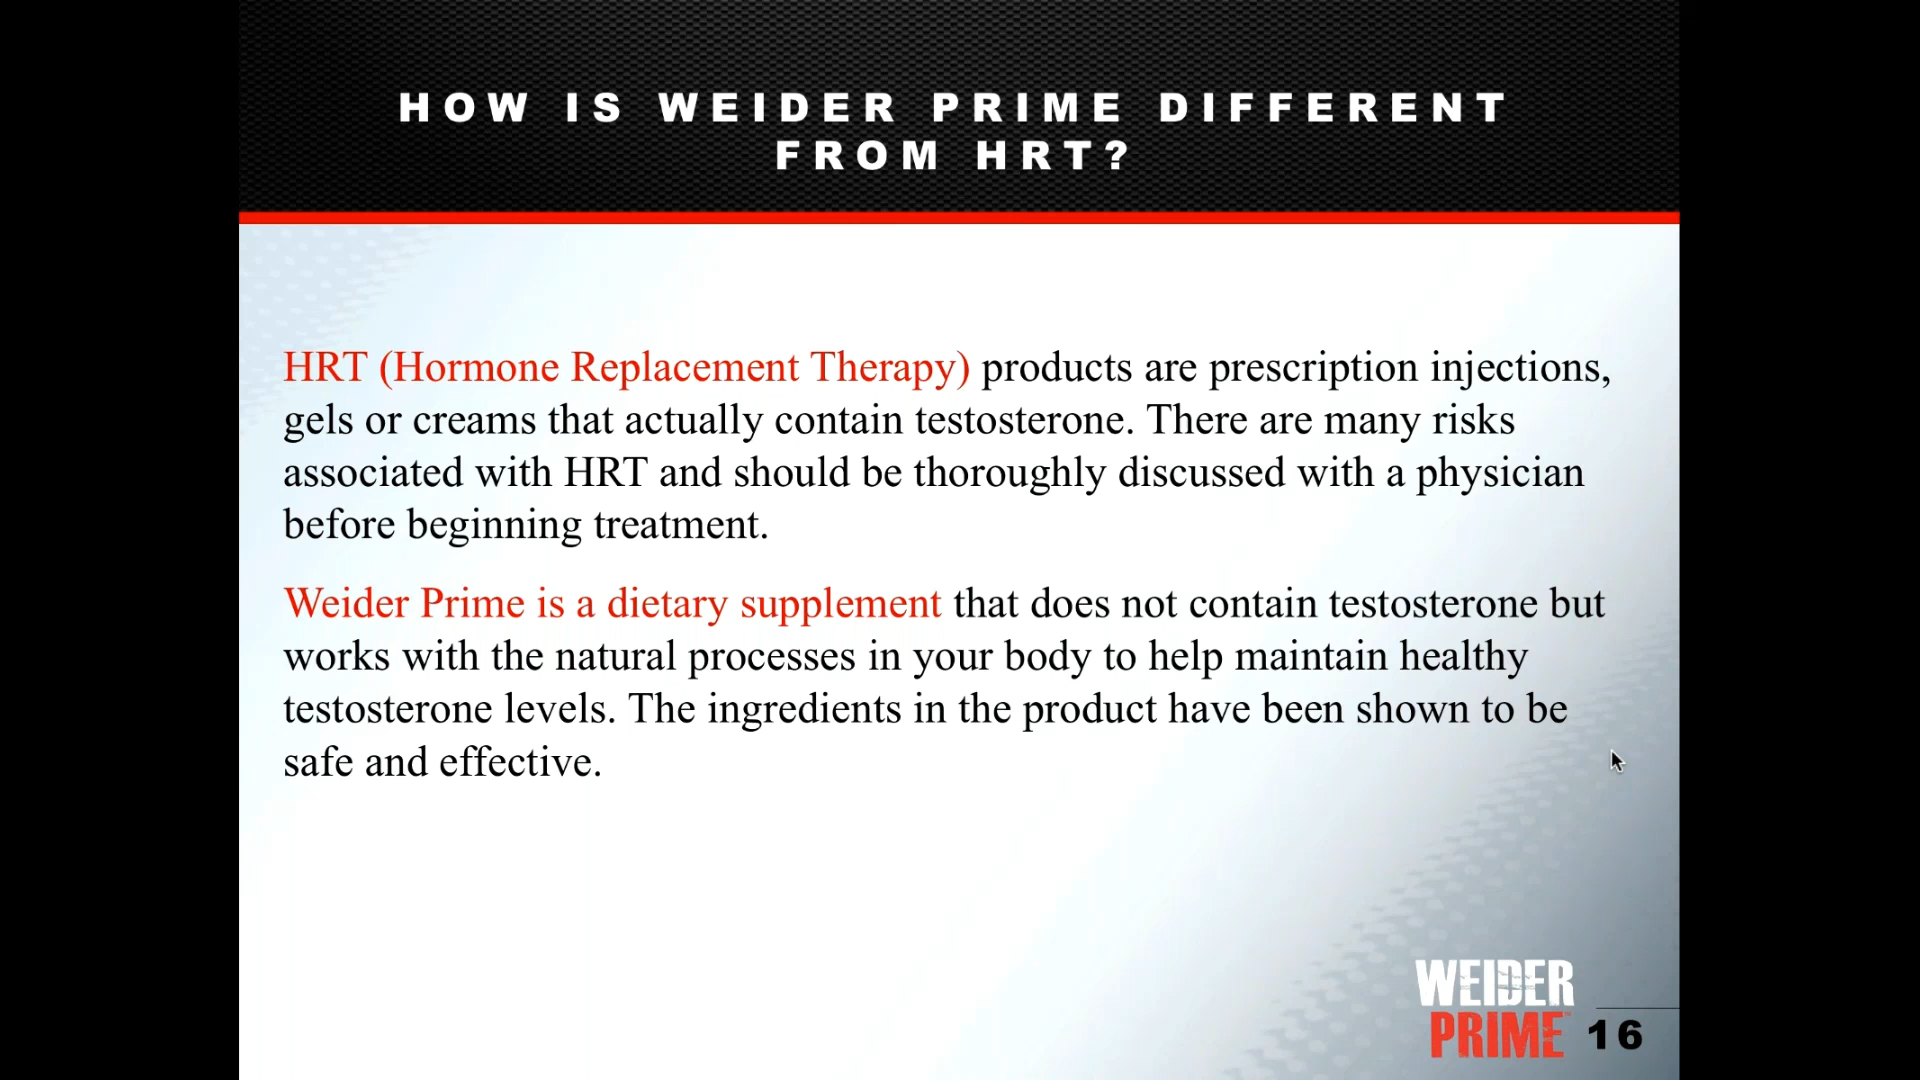 HOW IS WEIDER PRIME DIFFERENT
FROM HRT?
HRT (Hormone Replacement Therapy) products are prescription injections,
gels or creams that actually contain testosterone. There are many risks
associated with HRT and should be thoroughly discussed with a physician
before beginning treatment.
Weider Prime is a dietary supplement that does not contain testosterone but
works with the natural processes in your body to help maintain healthy
testosterone levels. The ingredients in the product have been shown to be
safe and effective.
WEIDER
PRIME™ 16